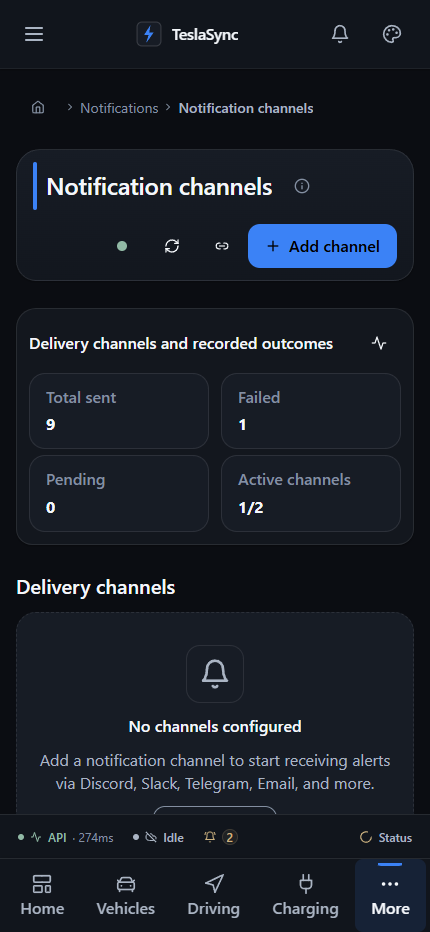 TeslaSync
Notifications Notification channels
Notification channels
Add channel
Delivery channels and recorded outcomes
Total sent
9
Failed
1
Pending
0
Active channels
1/2
Delivery channels
No channels configured
Add a notification channel to start receiving alerts
via Discord, Slack, Telegram, Email, and more.
API · 274ms Idle 2 Status
Home Vehicles Driving Charging More